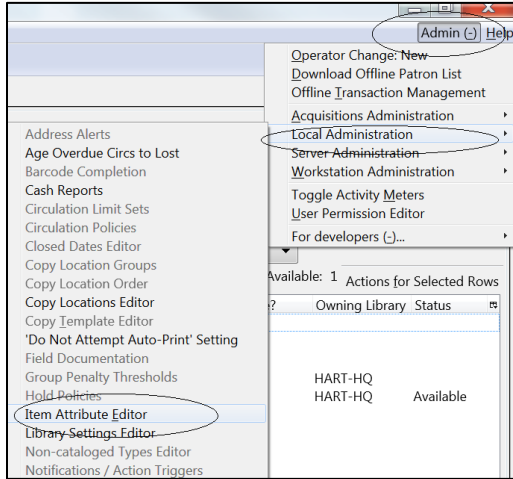 Admin (-) Help
Operator Change: New
Download Offline Patron List
Offline Transaction Management
Acquisitions Administration
Local Administration
Server Administration
Workstation Administration
Toggle Activity Meters
User Permission Editor
For developers (-)...
Address Alerts
Age Overdue Circs to Lost
Barcode Completion
Cash Reports
Circulation Limit Sets
Circulation Policies
Closed Dates Editor
Copy Location Groups
Copy Location Order
Copy Locations Editor
Copy Template Editor
'Do Not Attempt Auto-Print' Setting
Field Documentation
Group Penalty Thresholds
Hold Policies
Item Attribute Editor
Library Settings Editor
Non-cataloged Types Editor
Notifications / Action Triggers
Available: 1 Actions for Selected Rows
? Owning Library Status
HART-HQ
HART-HQ Available